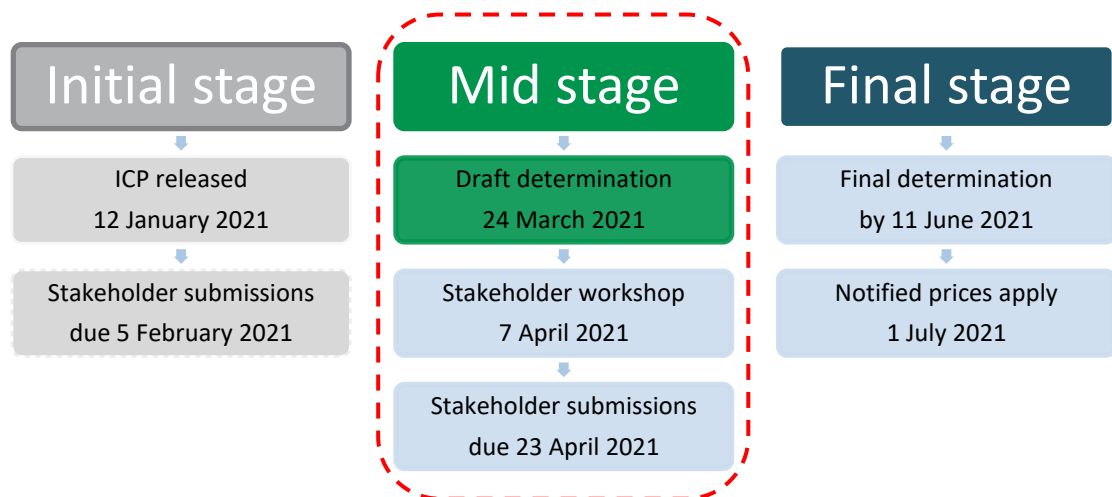 Initial stage
ICP released
12 January 2021
Stakeholder submissions
due 5 February 2021
Mid stage
Draft determination
24 March 2021
Stakeholder workshop
7 April 2021
Stakeholder submissions
due 23 April 2021
Final stage
Final determination
by 11 June 2021
Notified prices apply
1 July 2021